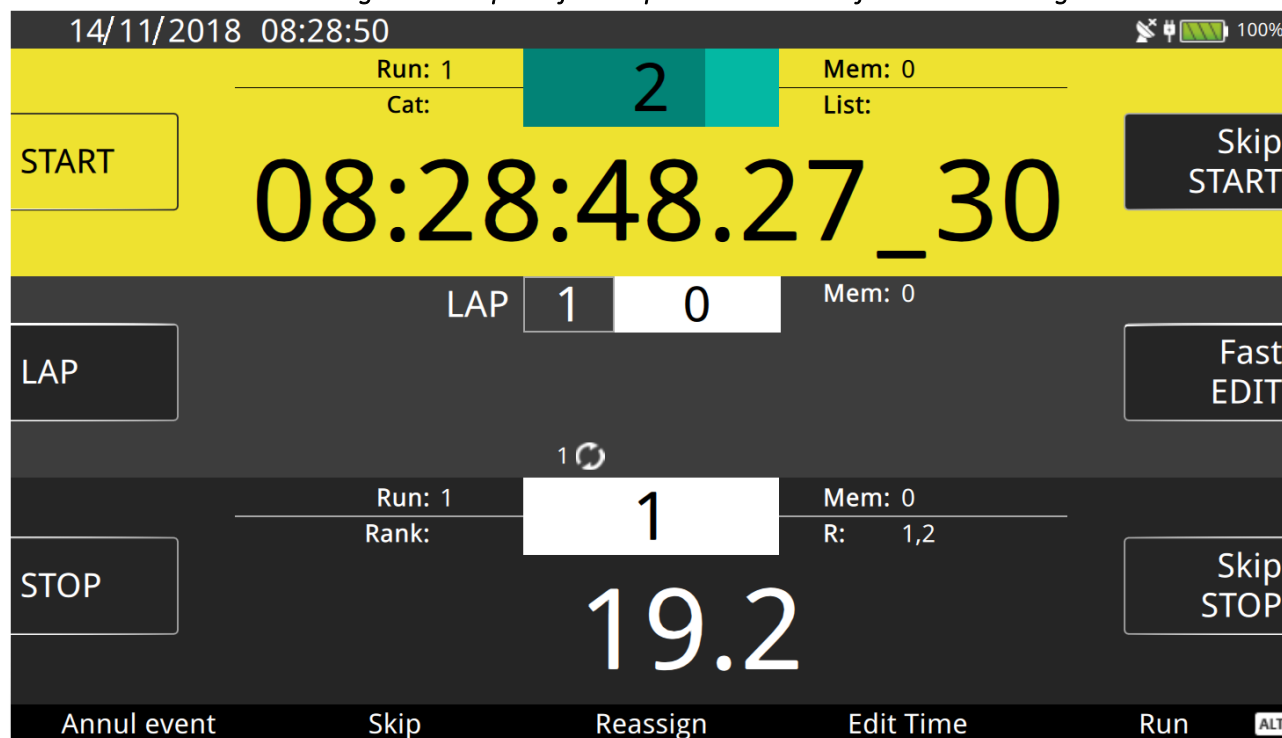 14/11/2018 08:28:50 100%
Run: 1 2 Mem: 0
Cat: List:
START 08:28:48.27_30 Skip START
LAP 1 0 Mem: 0
LAP Fast EDIT
1
Run: 1 1 Mem: 0
Rank: R: 1,2
STOP 19.2 Skip STOP
Annul event Skip Reassign Edit Time Run ALT